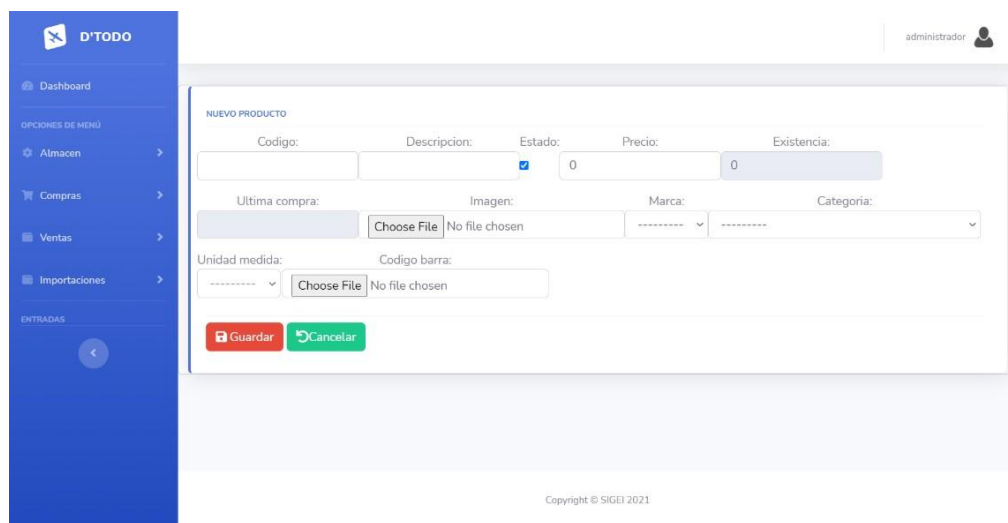 D'TODO
administrador
Dashboard
OPCIONES DE MENÚ
Almacen
Compras
Ventas
Importaciones
ENTRADAS
NUEVO PRODUCTO
Codigo: Descripcion: Estado: Precio: Existencia:
0 0
Ultima compra: Imagen: Marca: Categoria:
Choose File No file chosen --------- ---------
Unidad medida: Codigo barra:
--------- Choose File No file chosen
Guardar Cancelar
Copyright © SIGEI 2021